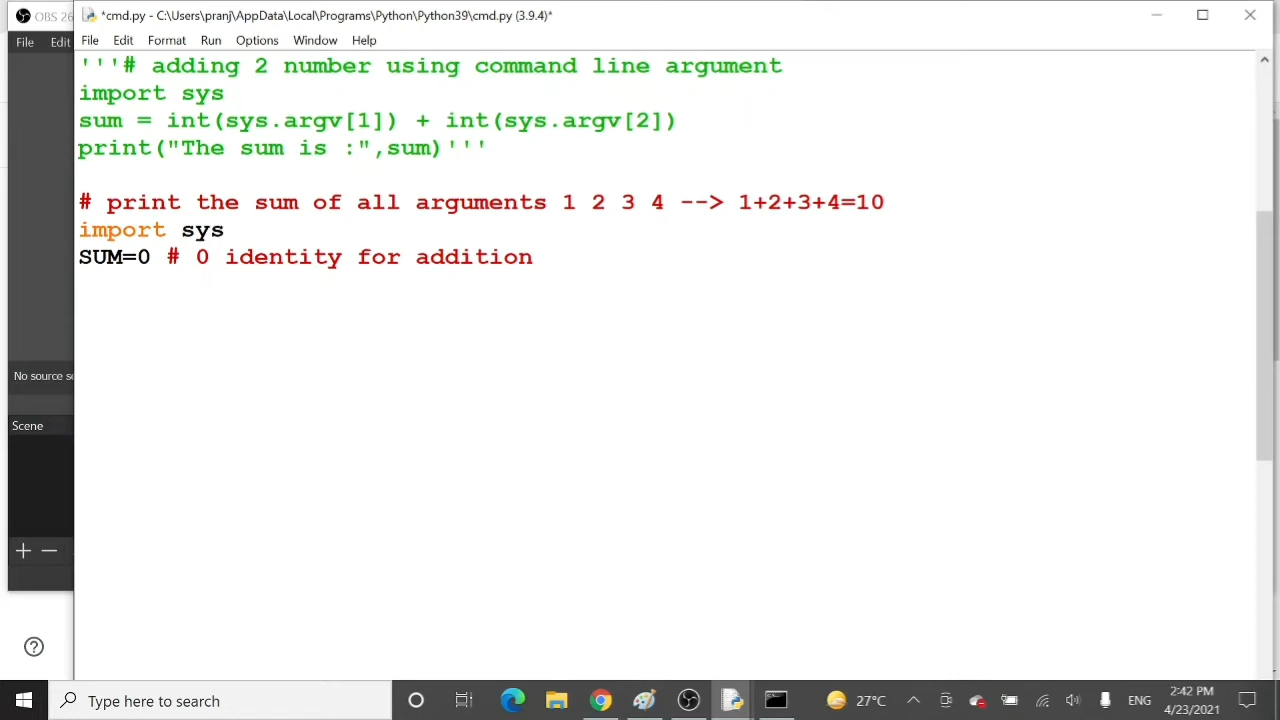 OBS 26
*cmd.py - C:\Users\pranj\AppData\Local\Programs\Python\Python39\cmd.py (3.9.4)*
File Edit
File Edit Format Run Options Window Help
'''# adding 2 number using command line argument
import sys
sum = int(sys.argv[1]) + int(sys.argv[2])
print("The sum is :",sum)'''
# print the sum of all arguments 1 2 3 4 --> 1+2+3+4=10
import sys
SUM=0 # 0 identity for addition
No source
Scene
Type here to search
27°C
ENG
2:42 PM
4/23/2021